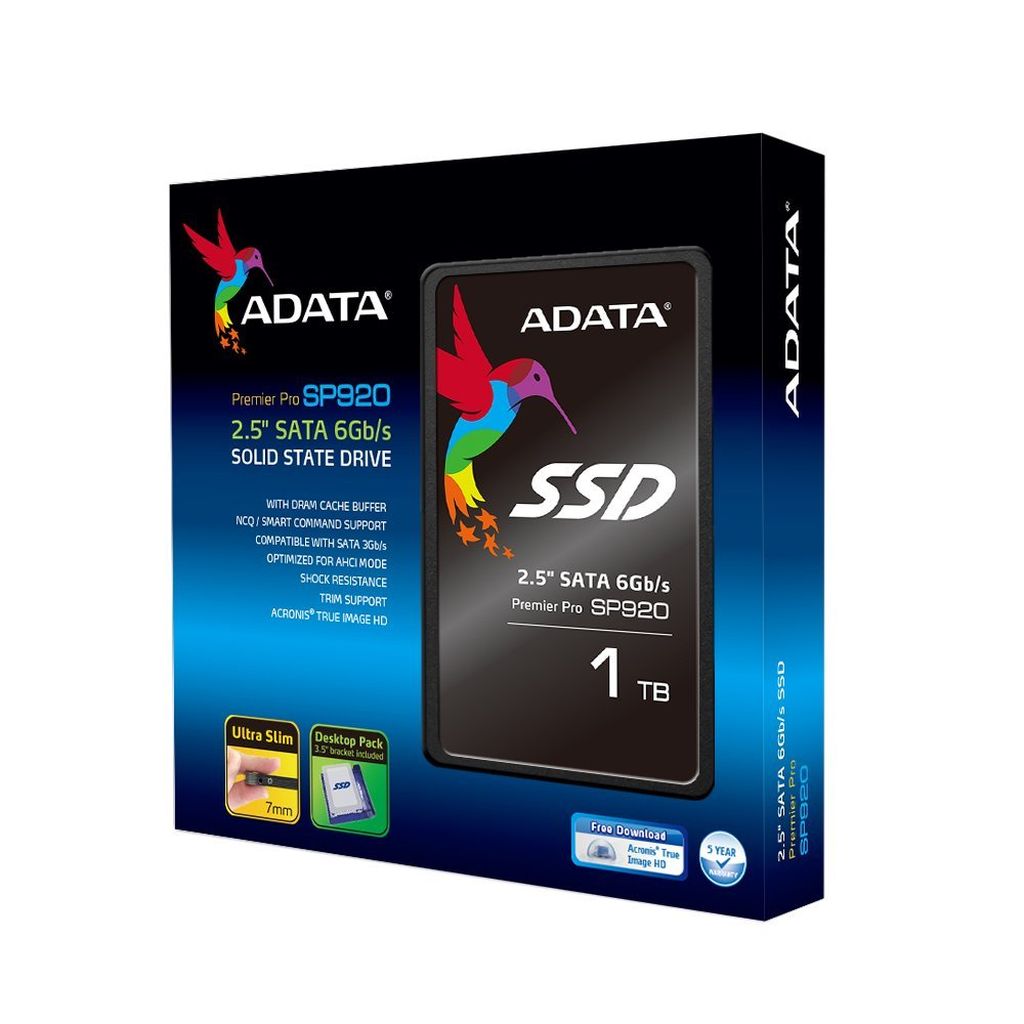 ADATA®
Premier Pro SP920
2.5" SATA 6Gb/s
SOLID STATE DRIVE
WITH DRAM CACHE BUFFER
NCQ / SMART COMMAND SUPPORT
COMPATIBLE WITH SATA 3Gb/s
OPTIMIZED FOR AHCI MODE
SHOCK RESISTANCE
TRIM SUPPORT
ACRONIS® TRUE IMAGE HD
Ultra Slim
7mm
Desktop Pack
3.5" bracket included
SSD
ADATA®
SSD
2.5" SATA 6Gb/s
Premier Pro SP920
1 TB
Free Download
Acronis® True
Image HD
5 YEAR
WARRANTY
ADATA®
2.5" SATA 6Gb/s SSD
Premier Pro
SP920